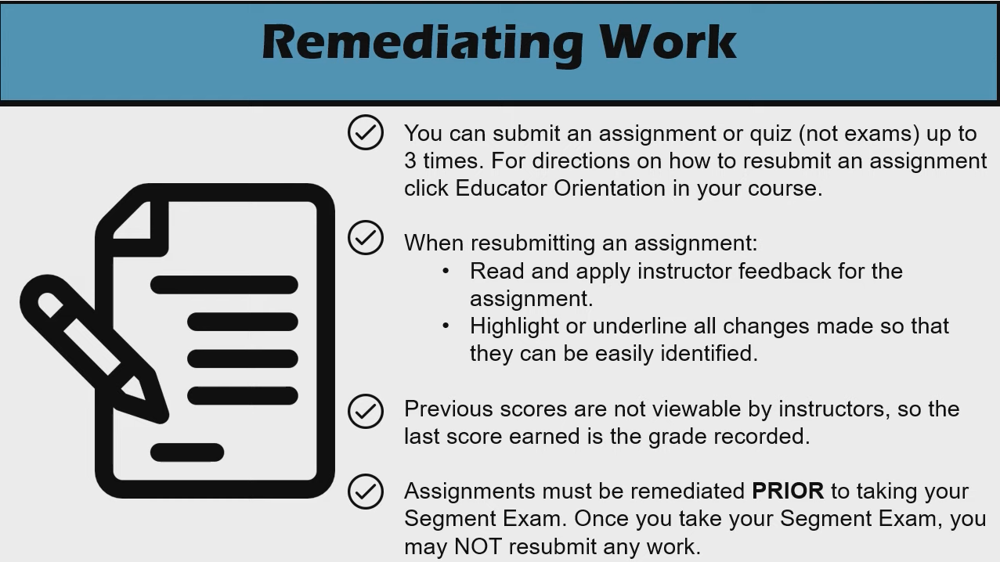 Remediating Work
You can submit an assignment or quiz (not exams) up to
3 times. For directions on how to resubmit an assignment
click Educator Orientation in your course.
When resubmitting an assignment:
• Read and apply instructor feedback for the
assignment.
• Highlight or underline all changes made so that
they can be easily identified.
Previous scores are not viewable by instructors, so the
last score earned is the grade recorded.
Assignments must be remediated PRIOR to taking your
Segment Exam. Once you take your Segment Exam, you
may NOT resubmit any work.